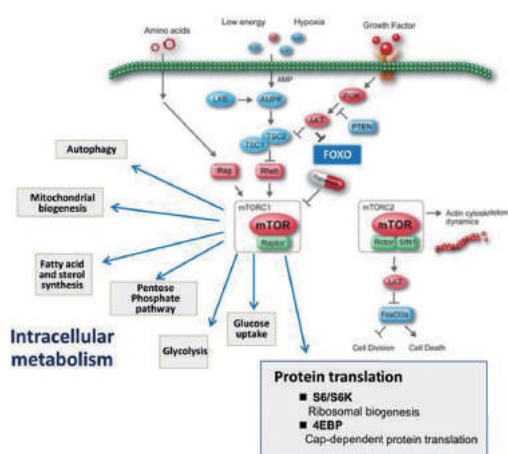 Amino acids
Low energy
Hypoxia
Growth Factor
AMP
LKB
AMPK
PI3K
AKT
PTEN
TSC2
TSC1
FOXO
Autophagy
Rag
Rheb
Mitochondrial
biogenesis
mTORC1
mTOR
Raptor
mTORC2
mTOR
Rictor
SIN1
Actin cytoskeleton
dynamics
Fatty acid
and sterol
synthesis
Pentose
Phosphate
pathway
AKT
FoxO3a
Glucose
uptake
Glycolysis
Cell Division
Cell Death
Intracellular
metabolism
Protein translation
■ S6/S6K
Ribosomal biogenesis
■ 4EBP
Cap-dependent protein translation